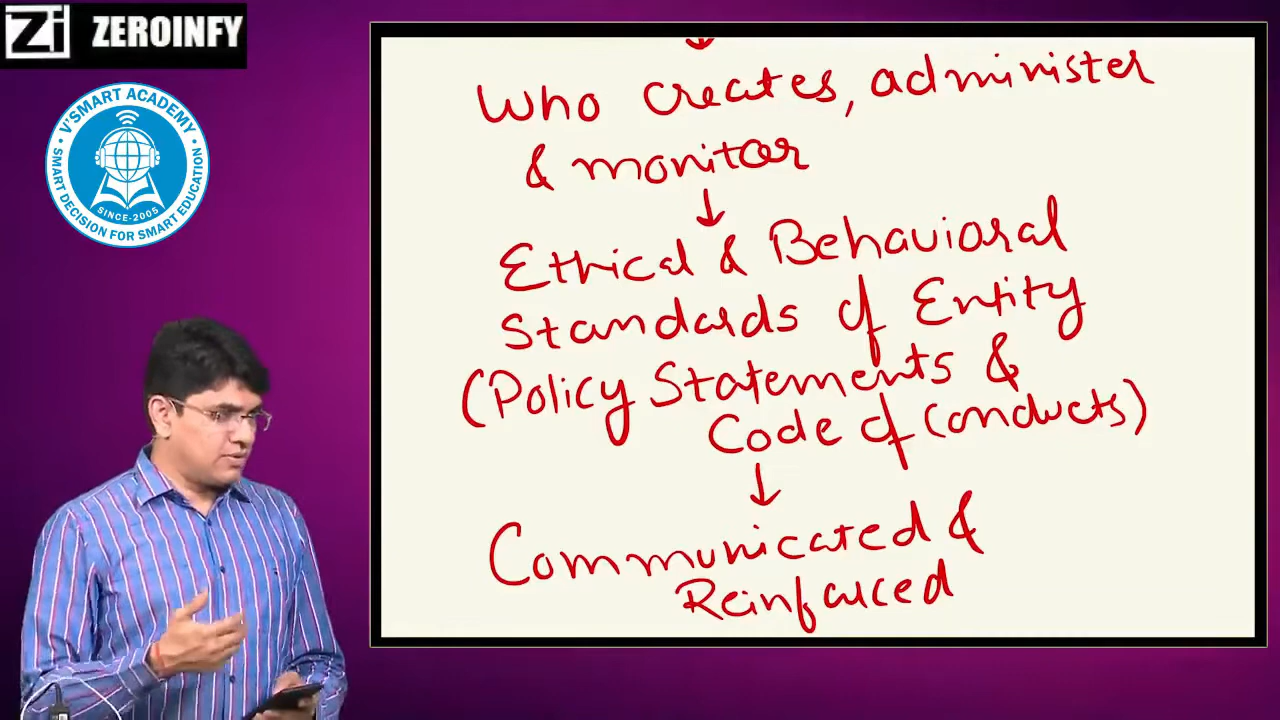 Zi ZEROINFY
V'SMART ACADEMY
SMART DECISION FOR SMART EDUCATION
SINCE-2005
Who creates, administer
& monitor
Ethical & Behavioral
Standards of Entity
(Policy Statements &
Code of Conducts)
Communicated &
Reinforced